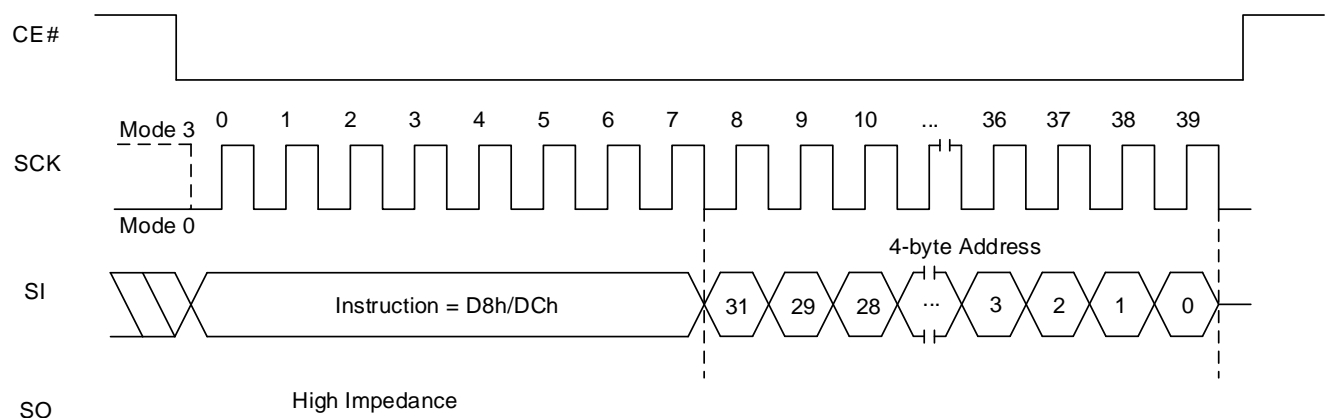 CE#
Mode 3 0 1 2 3 4 5 6 7 8 9 10 ... 36 37 38 39
SCK
Mode 0
4-byte Address
SI Instruction = D8h/DCh 31 29 28 ... 3 2 1 0
High Impedance
SO